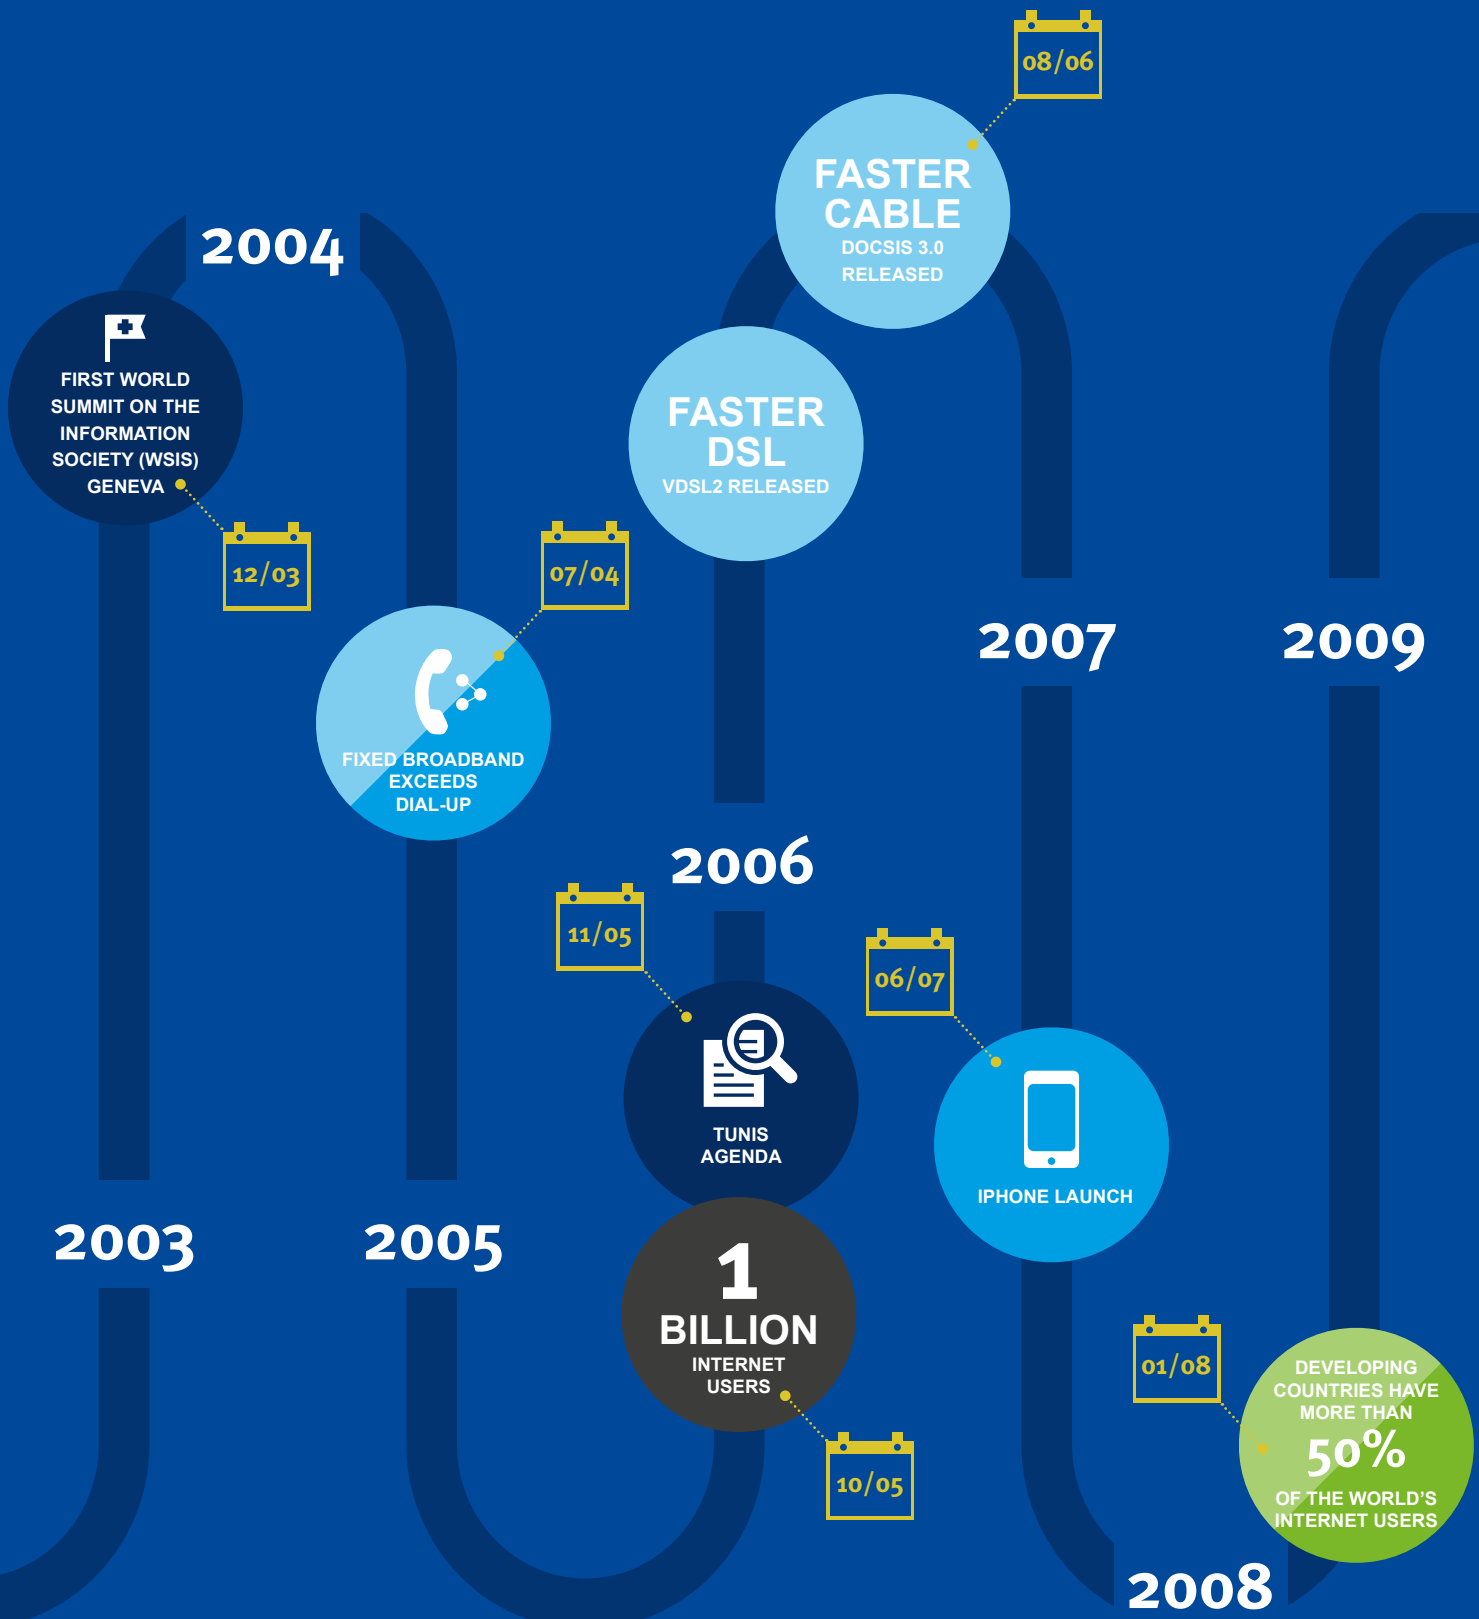 2003
FIRST WORLD
SUMMIT ON THE
INFORMATION
SOCIETY (WSIS)
GENEVA
12/03
2004
07/04
FIXED BROADBAND
EXCEEDS
DIAL-UP
2005
1
BILLION
INTERNET
USERS
10/05
11/05
TUNIS
AGENDA
2006
FASTER
DSL
VDSL2 RELEASED
08/06
FASTER
CABLE
DOCSIS 3.0
RELEASED
2007
06/07
IPHONE LAUNCH
2008
01/08
DEVELOPING
COUNTRIES HAVE
MORE THAN
50%
OF THE WORLD'S
INTERNET USERS
2009